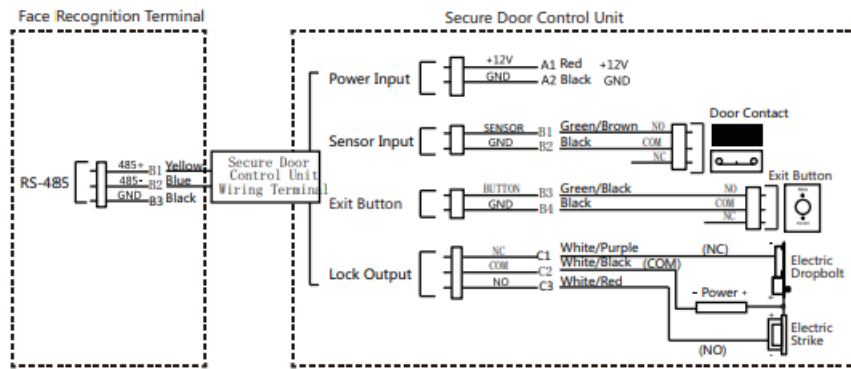 Face Recognition Terminal
Secure Door Control Unit
Power Input
+12V
A1 Red +12V
GND
A2 Black GND
Sensor Input
SENSOR
B1
Green/Brown
NO
GND
B2
Black
COM
NC
Door Contact
RS-485
485+
B1
Yellow
485-
B2
Blue
GND
B3
Black
Secure Door
Control Unit
Wiring Terminal
Exit Button
BUTTON
B3
Green/Black
NO
GND
B4
Black
COM
NC
Exit Button
Lock Output
NC
C1
White/Purple
(NC)
COM
C2
White/Black
(COM)
NO
C3
White/Red
(NO)
-
Electric
Dropbolt
+
- Power +
+
Electric
Strike
-